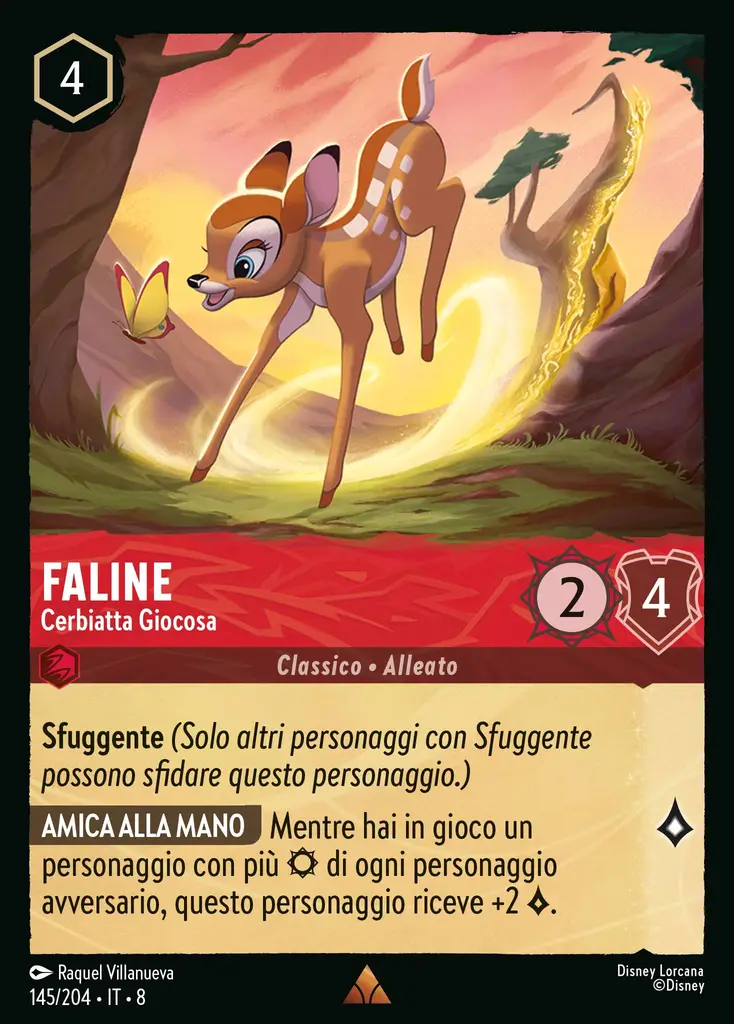 4
FALINE
Cerbiatta Giocosa
2
4
Classico • Alleato
Sfuggente (Solo altri personaggi con Sfuggente
possono sfidare questo personaggio.)
AMICA ALLA MANO Mentre hai in gioco un
personaggio con più di ogni personaggio
avversario, questo personaggio riceve +2 .
Raquel Villanueva
145/204 • IT • 8
Disney Lorcana
©Disney